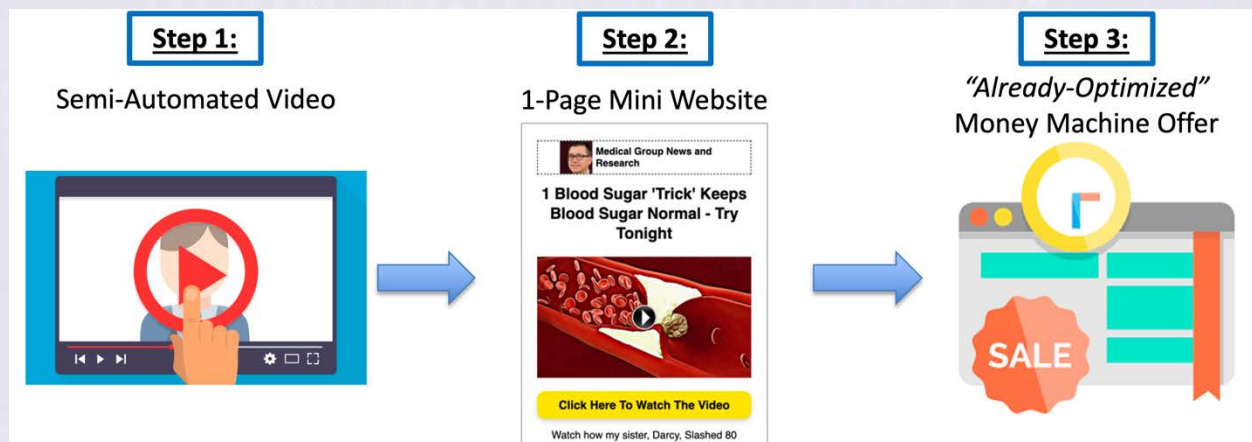 Step 1:
Semi-Automated Video
Step 2:
1-Page Mini Website
Medical Group News and
Research
1 Blood Sugar 'Trick' Keeps
Blood Sugar Normal - Try
Tonight
Click Here To Watch The Video
Watch how my sister, Darcy, Slashed 80
Step 3:
“Already-Optimized”
Money Machine Offer
SALE